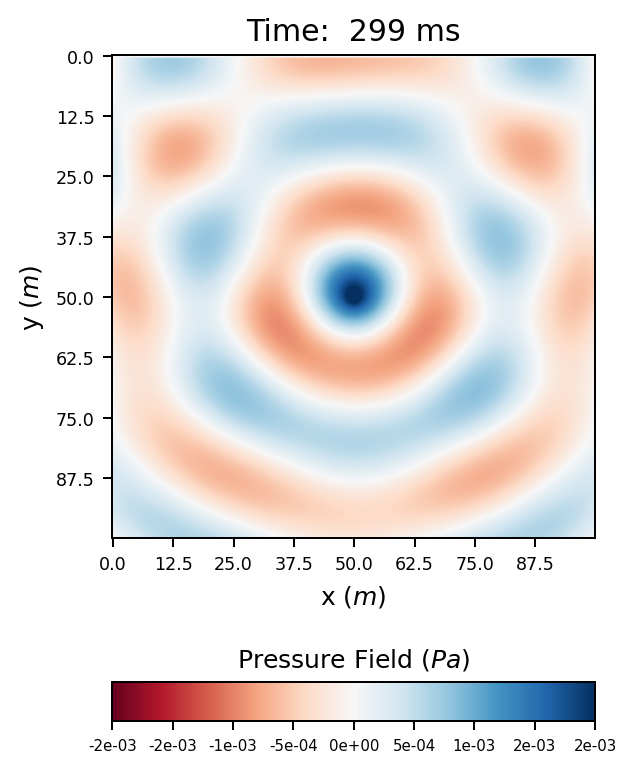 Time:  299 ms
0.0
12.5
25.0
37.5
50.0
62.5
75.0
87.5
y (m)
0.0 12.5 25.0 37.5 50.0 62.5 75.0 87.5
x (m)
Pressure Field (Pa)
-2e-03 -2e-03 -1e-03 -5e-04 0e+00 5e-04 1e-03 2e-03 2e-03